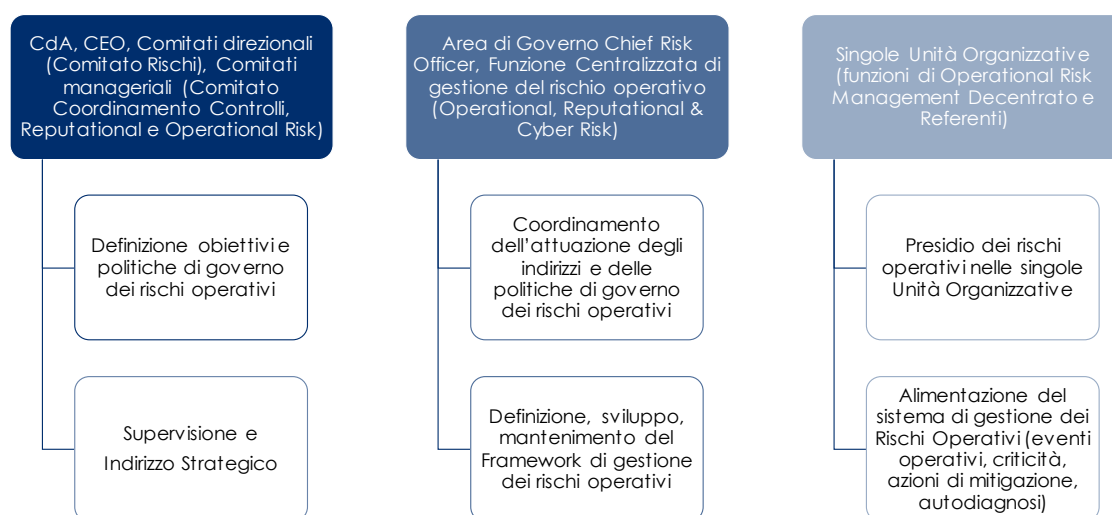 CdA, CEO, Comitati direzionali
(Comitato Rischi), Comitati
manageriali (Comitato
Coordinamento Controlli,
Reputational e Operational Risk)
Definizione obiettivi e
politiche di governo
dei rischi operativi
Supervisione e
Indirizzo Strategico
Area di Governo Chief Risk
Officer, Funzione Centralizzata di
gestione del rischio operativo
(Operational, Reputational &
Cyber Risk)
Coordinamento
dell'attuazione degli
indirizzi e delle
politiche di governo
dei rischi operativi
Definizione, sviluppo,
mantenimento del
Framework di gestione
dei rischi operativi
Singole Unità Organizzative
(funzioni di Operational Risk
Management Decentrato e
Referenti)
Presidio dei rischi
operativi nelle singole
Unità Organizzative
Alimentazione del
sistema di gestione dei
Rischi Operativi (eventi
operativi, criticità,
azioni di mitigazione,
autodiagnosi)